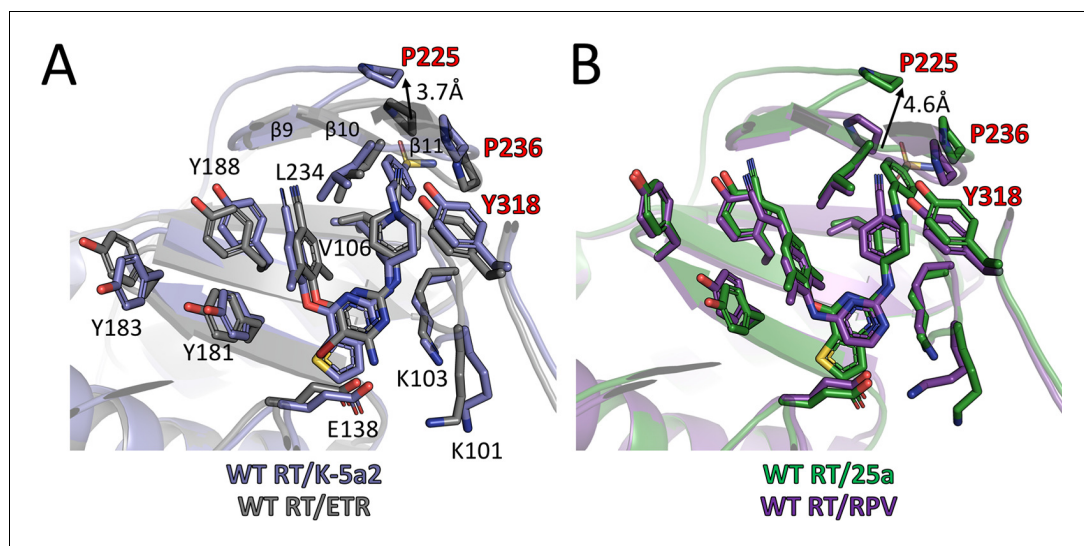 A
P225
3.7Å
β9
β10
β11
P236
Y188
L234
Y318
V106
Y183
Y181
K103
E138
K101
WT RT/K-5a2
WT RT/ETR
B
P225
4.6Å
P236
Y318
WT RT/25a
WT RT/RPV